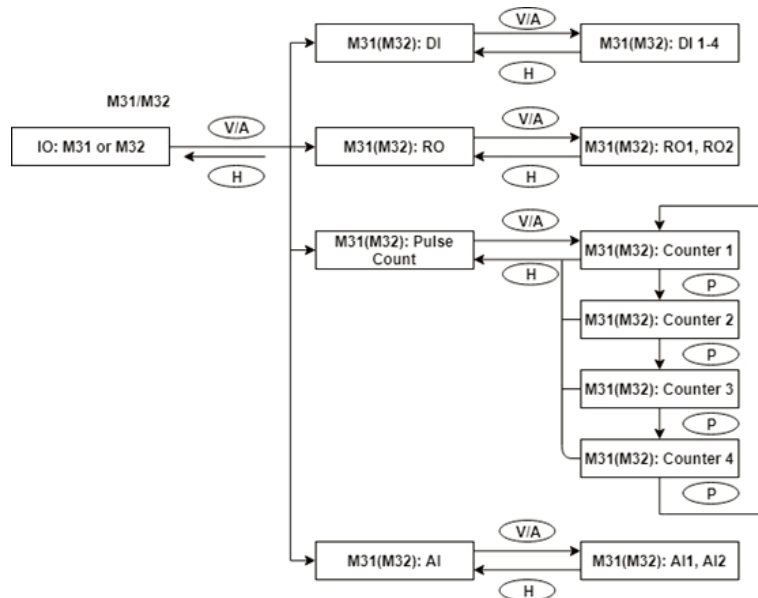 V/A
M31(M32): DI
M31(M32): DI 1-4
H
M31/M32
V/A
V/A
IO: M31 or M32
M31(M32): RO
M31(M32): RO1, RO2
H
H
V/A
M31(M32): Pulse
Count
M31(M32): Counter 1
H
P
M31(M32): Counter 2
P
M31(M32): Counter 3
P
M31(M32): Counter 4
P
V/A
M31(M32): AI
M31(M32): AI1, AI2
H